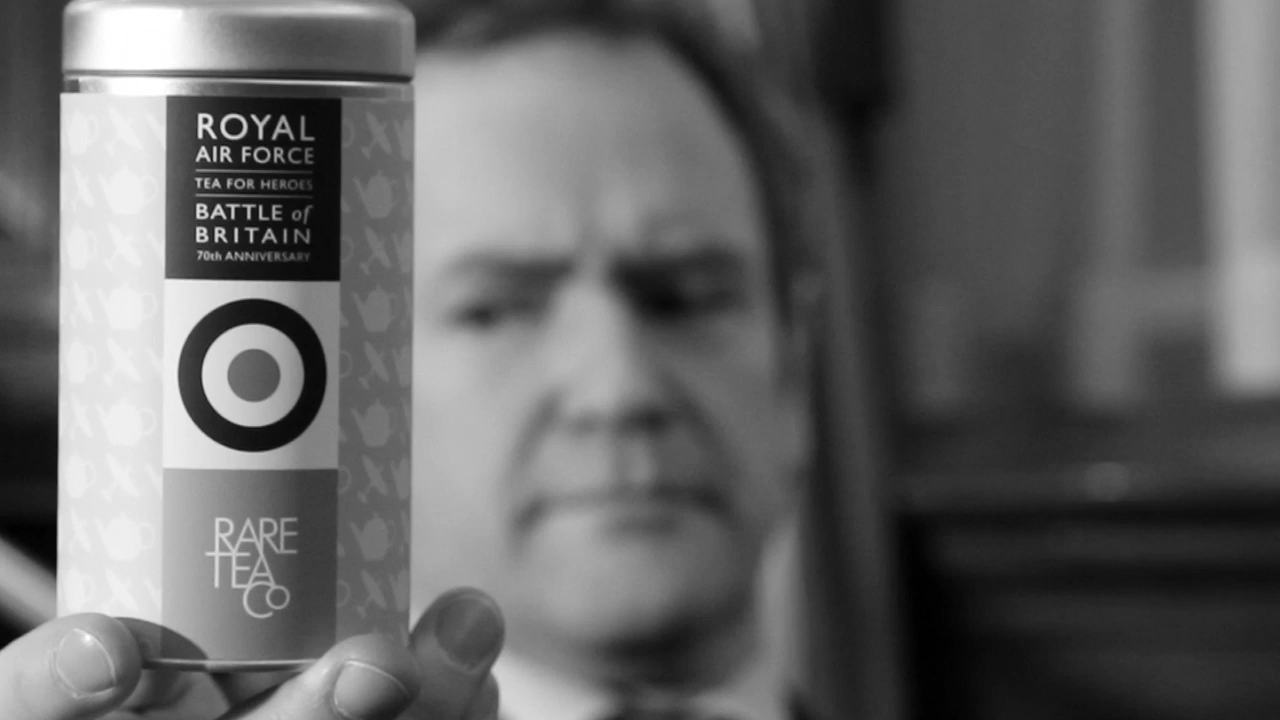 ROYAL
AIR FORCE
TEA FOR HEROES
BATTLE of
BRITAIN
70th ANNIVERSARY
RARE
TEA
Co